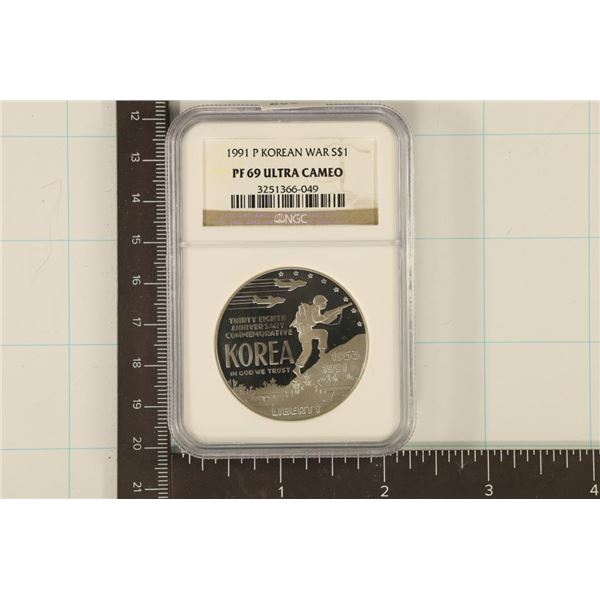 1991 P KOREAN WAR S$1
PF 69 ULTRA CAMEO
3251366-049
NGC
THIRTY EIGHTH
ANNIVERSARY
COMMEMORATIVE
KOREA
IN GOD WE TRUST
1953
1991
LIBERTY
12
13
14
15
16
17
18
19
20
21
1
2
3
4